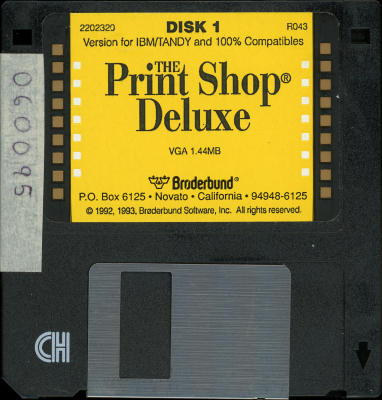 2202320 DISK 1 R043
Version for IBM/TANDY and 100% Compatibles
THE
Print Shop®
Deluxe
VGA 1.44MB
Brøderbund®
P.O. Box 6125 • Novato • California • 94948-6125
© 1992, 1993, Brøderbund Software, Inc. All rights reserved.
060095
CH